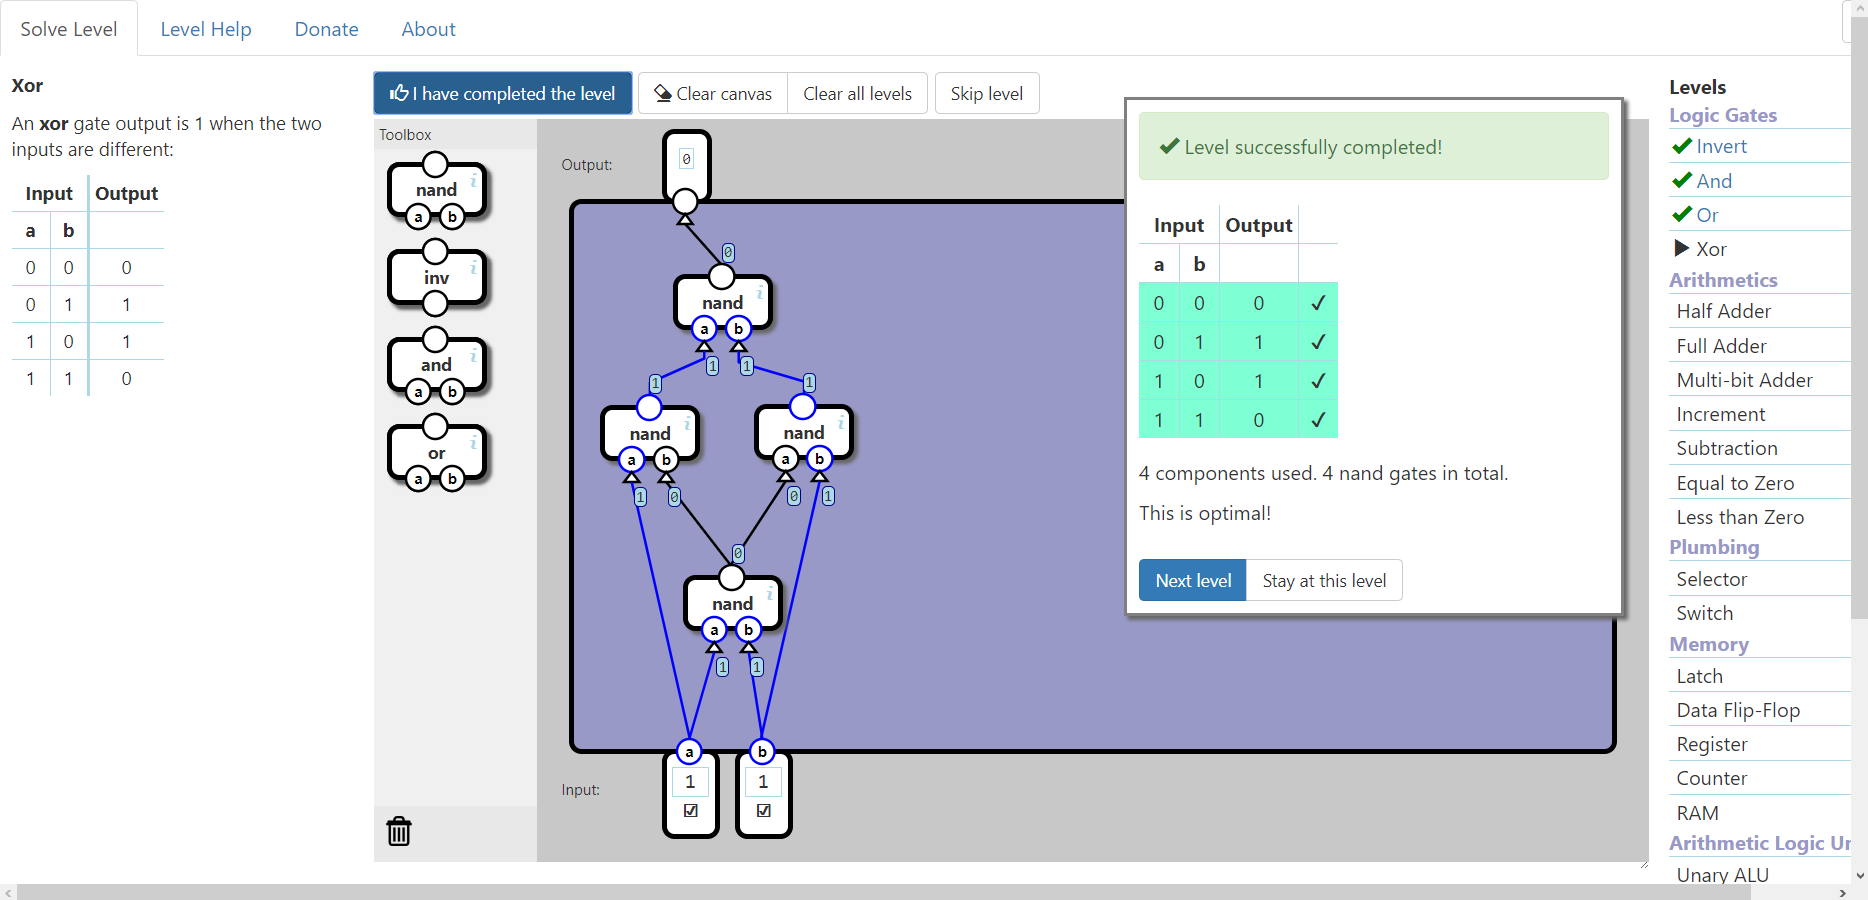 Solve Level
Level Help
Donate
About
Xor
An xor gate output is 1 when the two
inputs are different:
Input Output
a b
0 0 0
0 1 1
1 0 1
1 1 0
I have completed the level
Clear canvas
Clear all levels
Skip level
Toolbox
nand
a b
inv
and
a b
or
a b
Output:
0
0
nand
a b
1 1
1 1
nand
a b
nand
a b
1 0 0 1
0
nand
a b
1 1
a b
Input:
1 1
Level successfully completed!
Input Output
a b
0 0 0 ✓
0 1 1 ✓
1 0 1 ✓
1 1 0 ✓
4 components used. 4 nand gates in total.
This is optimal!
Next level
Stay at this level
Levels
Logic Gates
Invert
And
Or
Xor
Arithmetics
Half Adder
Full Adder
Multi-bit Adder
Increment
Subtraction
Equal to Zero
Less than Zero
Plumbing
Selector
Switch
Memory
Latch
Data Flip-Flop
Register
Counter
RAM
Arithmetic Logic
Unary ALU